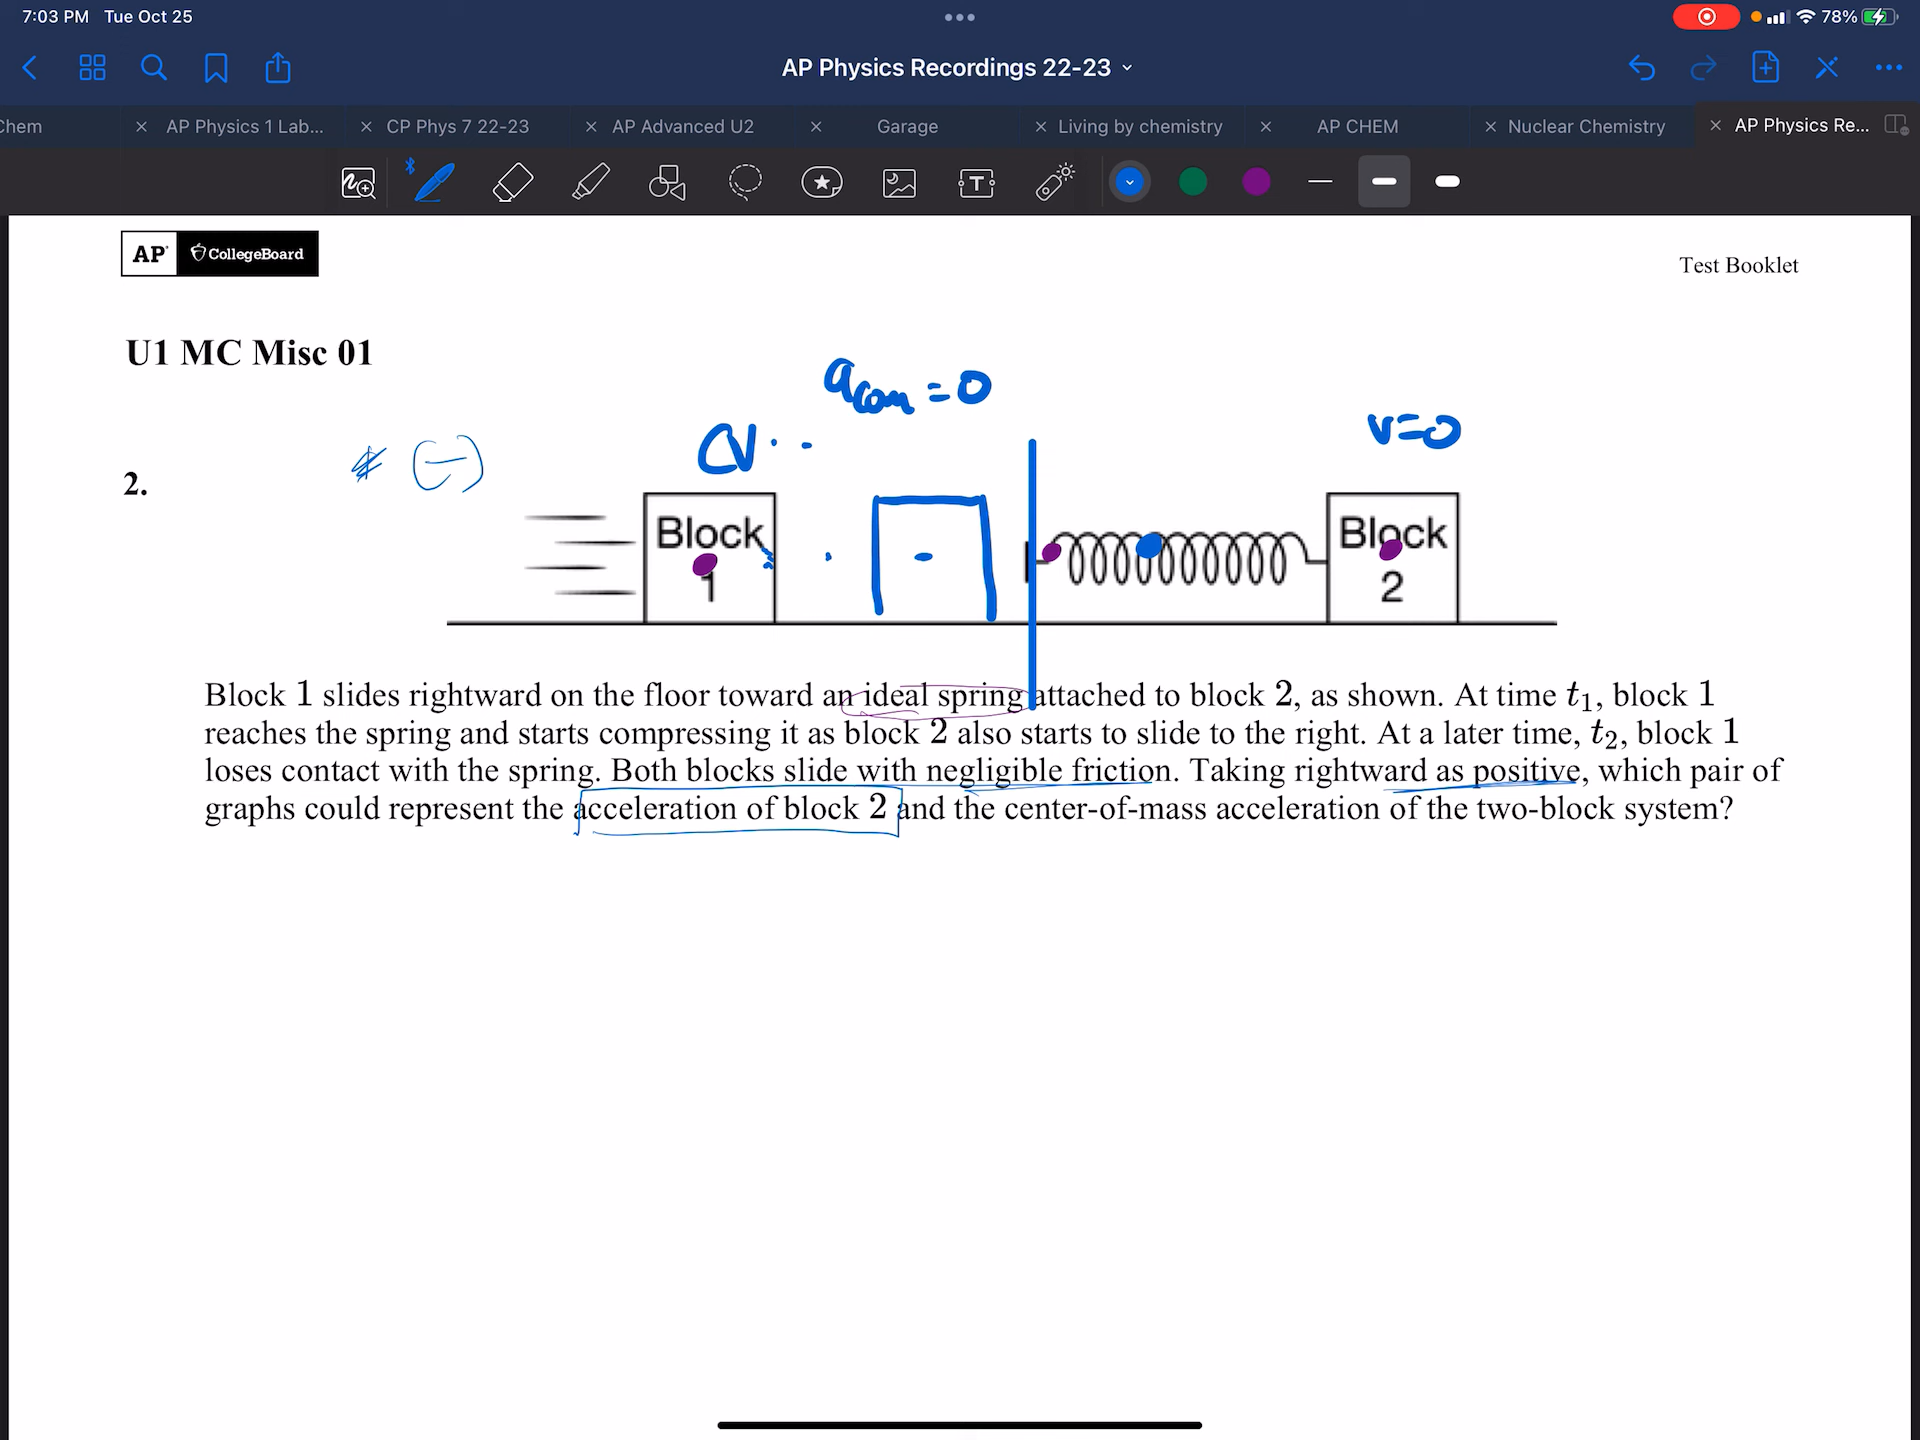 7:03 PM Tue Oct 25
78%
AP Physics Recordings 22-23
Chem
AP Physics 1 Lab...
CP Phys 7 22-23
AP Advanced U2
Garage
Living by chemistry
AP CHEM
Nuclear Chemistry
AP Physics Re...
AP CollegeBoard
Test Booklet
U1 MC Misc 01
acom = 0
CV
v=0
(-)
2.
Block
1
Block
2
Block 1 slides rightward on the floor toward an ideal spring attached to block 2, as shown. At time t₁, block 1
reaches the spring and starts compressing it as block 2 also starts to slide to the right. At a later time, t₂, block 1
loses contact with the spring. Both blocks slide with negligible friction. Taking rightward as positive, which pair of
graphs could represent the acceleration of block 2 and the center-of-mass acceleration of the two-block system?